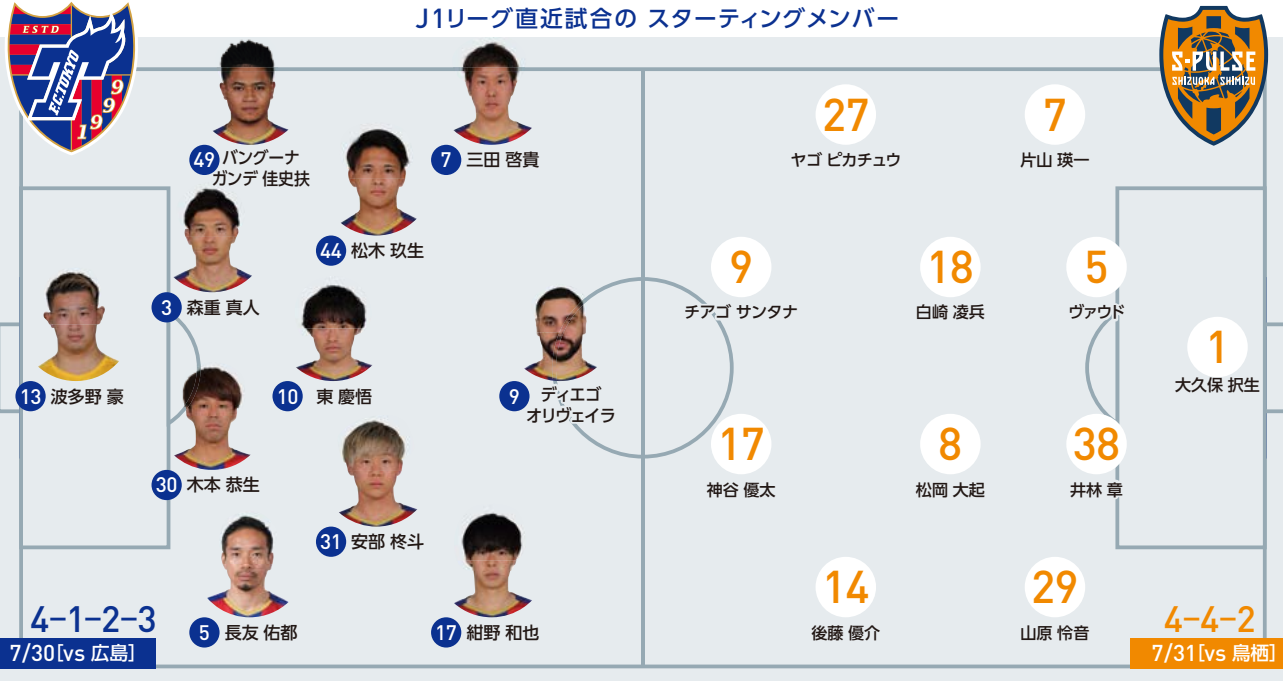 J1リーグ直近試合の スターティングメンバー
ESTD
F.C.TOKYO
1999
S-PULSE
SHIZUOKA SHIMIZU
49 バングーナ
ガンデ 佳史扶
7 三田 啓貴
44 松木 玖生
3 森重 真人
13 波多野 豪
10 東 慶悟
9 ディエゴ
オリヴェイラ
30 木本 恭生
31 安部 柊斗
5 長友 佑都
17 紺野 和也
4-1-2-3
7/30[vs 広島]
27
ヤゴ ピカチュウ
7
片山 瑛一
9
チアゴ サンタナ
18
白崎 凌兵
5
ヴァウド
1
大久保 択生
17
神谷 優太
8
松岡 大起
38
井林 章
14
後藤 優介
29
山原 怜音
4-4-2
7/31[vs 鳥栖]